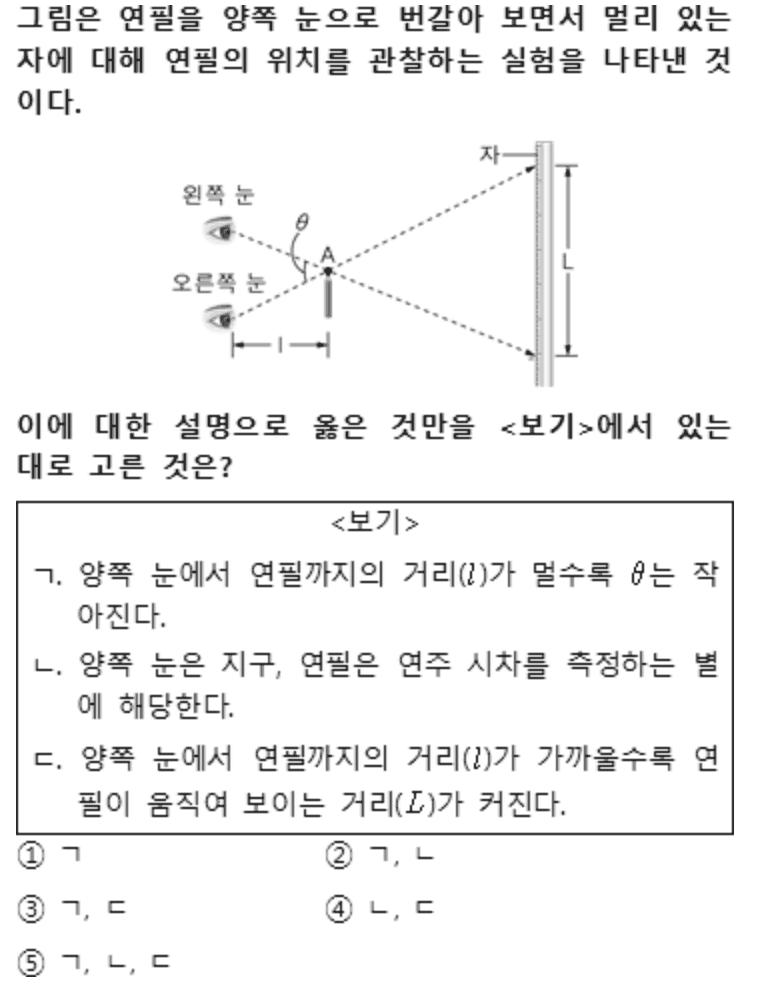 그림은 연필을 양쪽 눈으로 번갈아 보면서 멀리 있는
자에 대해 연필의 위치를 관찰하는 실험을 나타낸 것
이다.
자
왼쪽 눈
θ
A
오른쪽 눈
L
l
이에 대한 설명으로 옳은 것만을 <보기>에서 있는
대로 고른 것은?
<보기>
ㄱ. 양쪽 눈에서 연필까지의 거리(l)가 멀수록 θ는 작
아진다.
ㄴ. 양쪽 눈은 지구, 연필은 연주 시차를 측정하는 별
에 해당한다.
ㄷ. 양쪽 눈에서 연필까지의 거리(l)가 가까울수록 연
필이 움직여 보이는 거리(L)가 커진다.
① ㄱ ② ㄱ, ㄴ
③ ㄱ, ㄷ ④ ㄴ, ㄷ
⑤ ㄱ, ㄴ, ㄷ